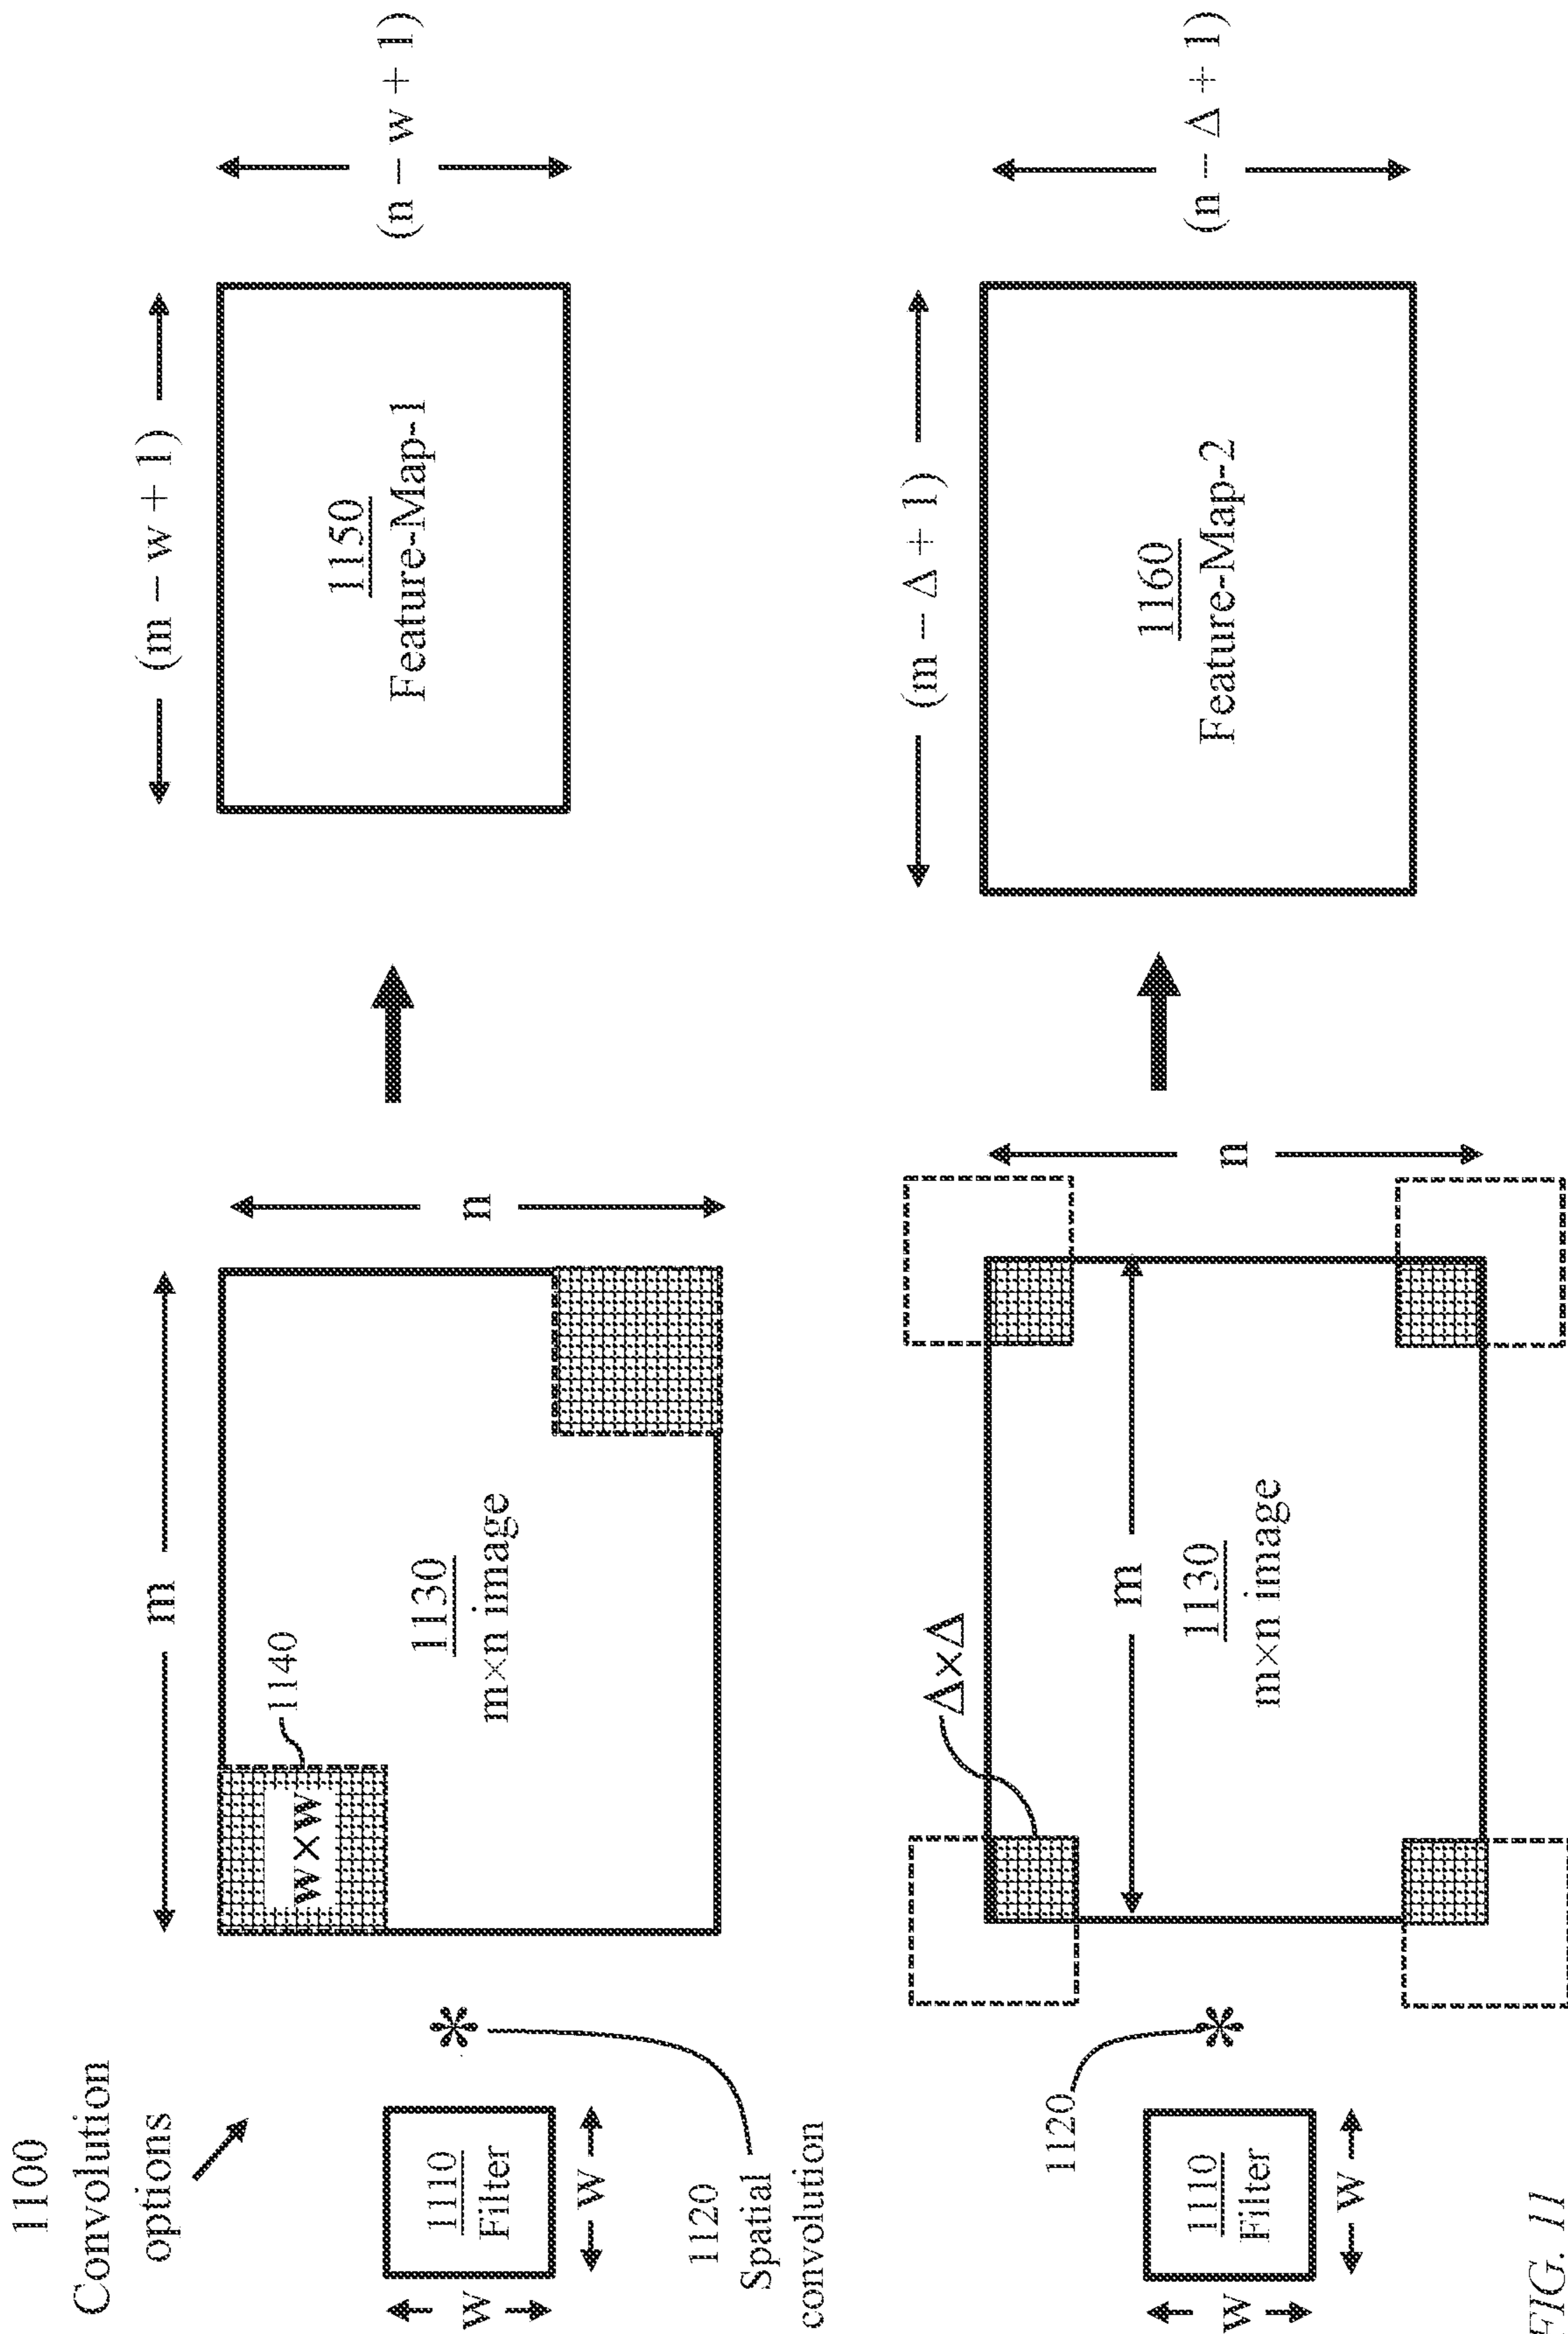 1100
Convolution
options
1110
Filter
w
w
1120
Spatial
convolution
m
n
w×w
1140
1130
m×n image
(m – w + 1)
(n – w + 1)
1150
Feature-Map-1
1110
Filter
w
w
1120
Δ×Δ
m
n
1130
m×n image
(m – Δ + 1)
(n – Δ + 1)
1160
Feature-Map-2
FIG. 11